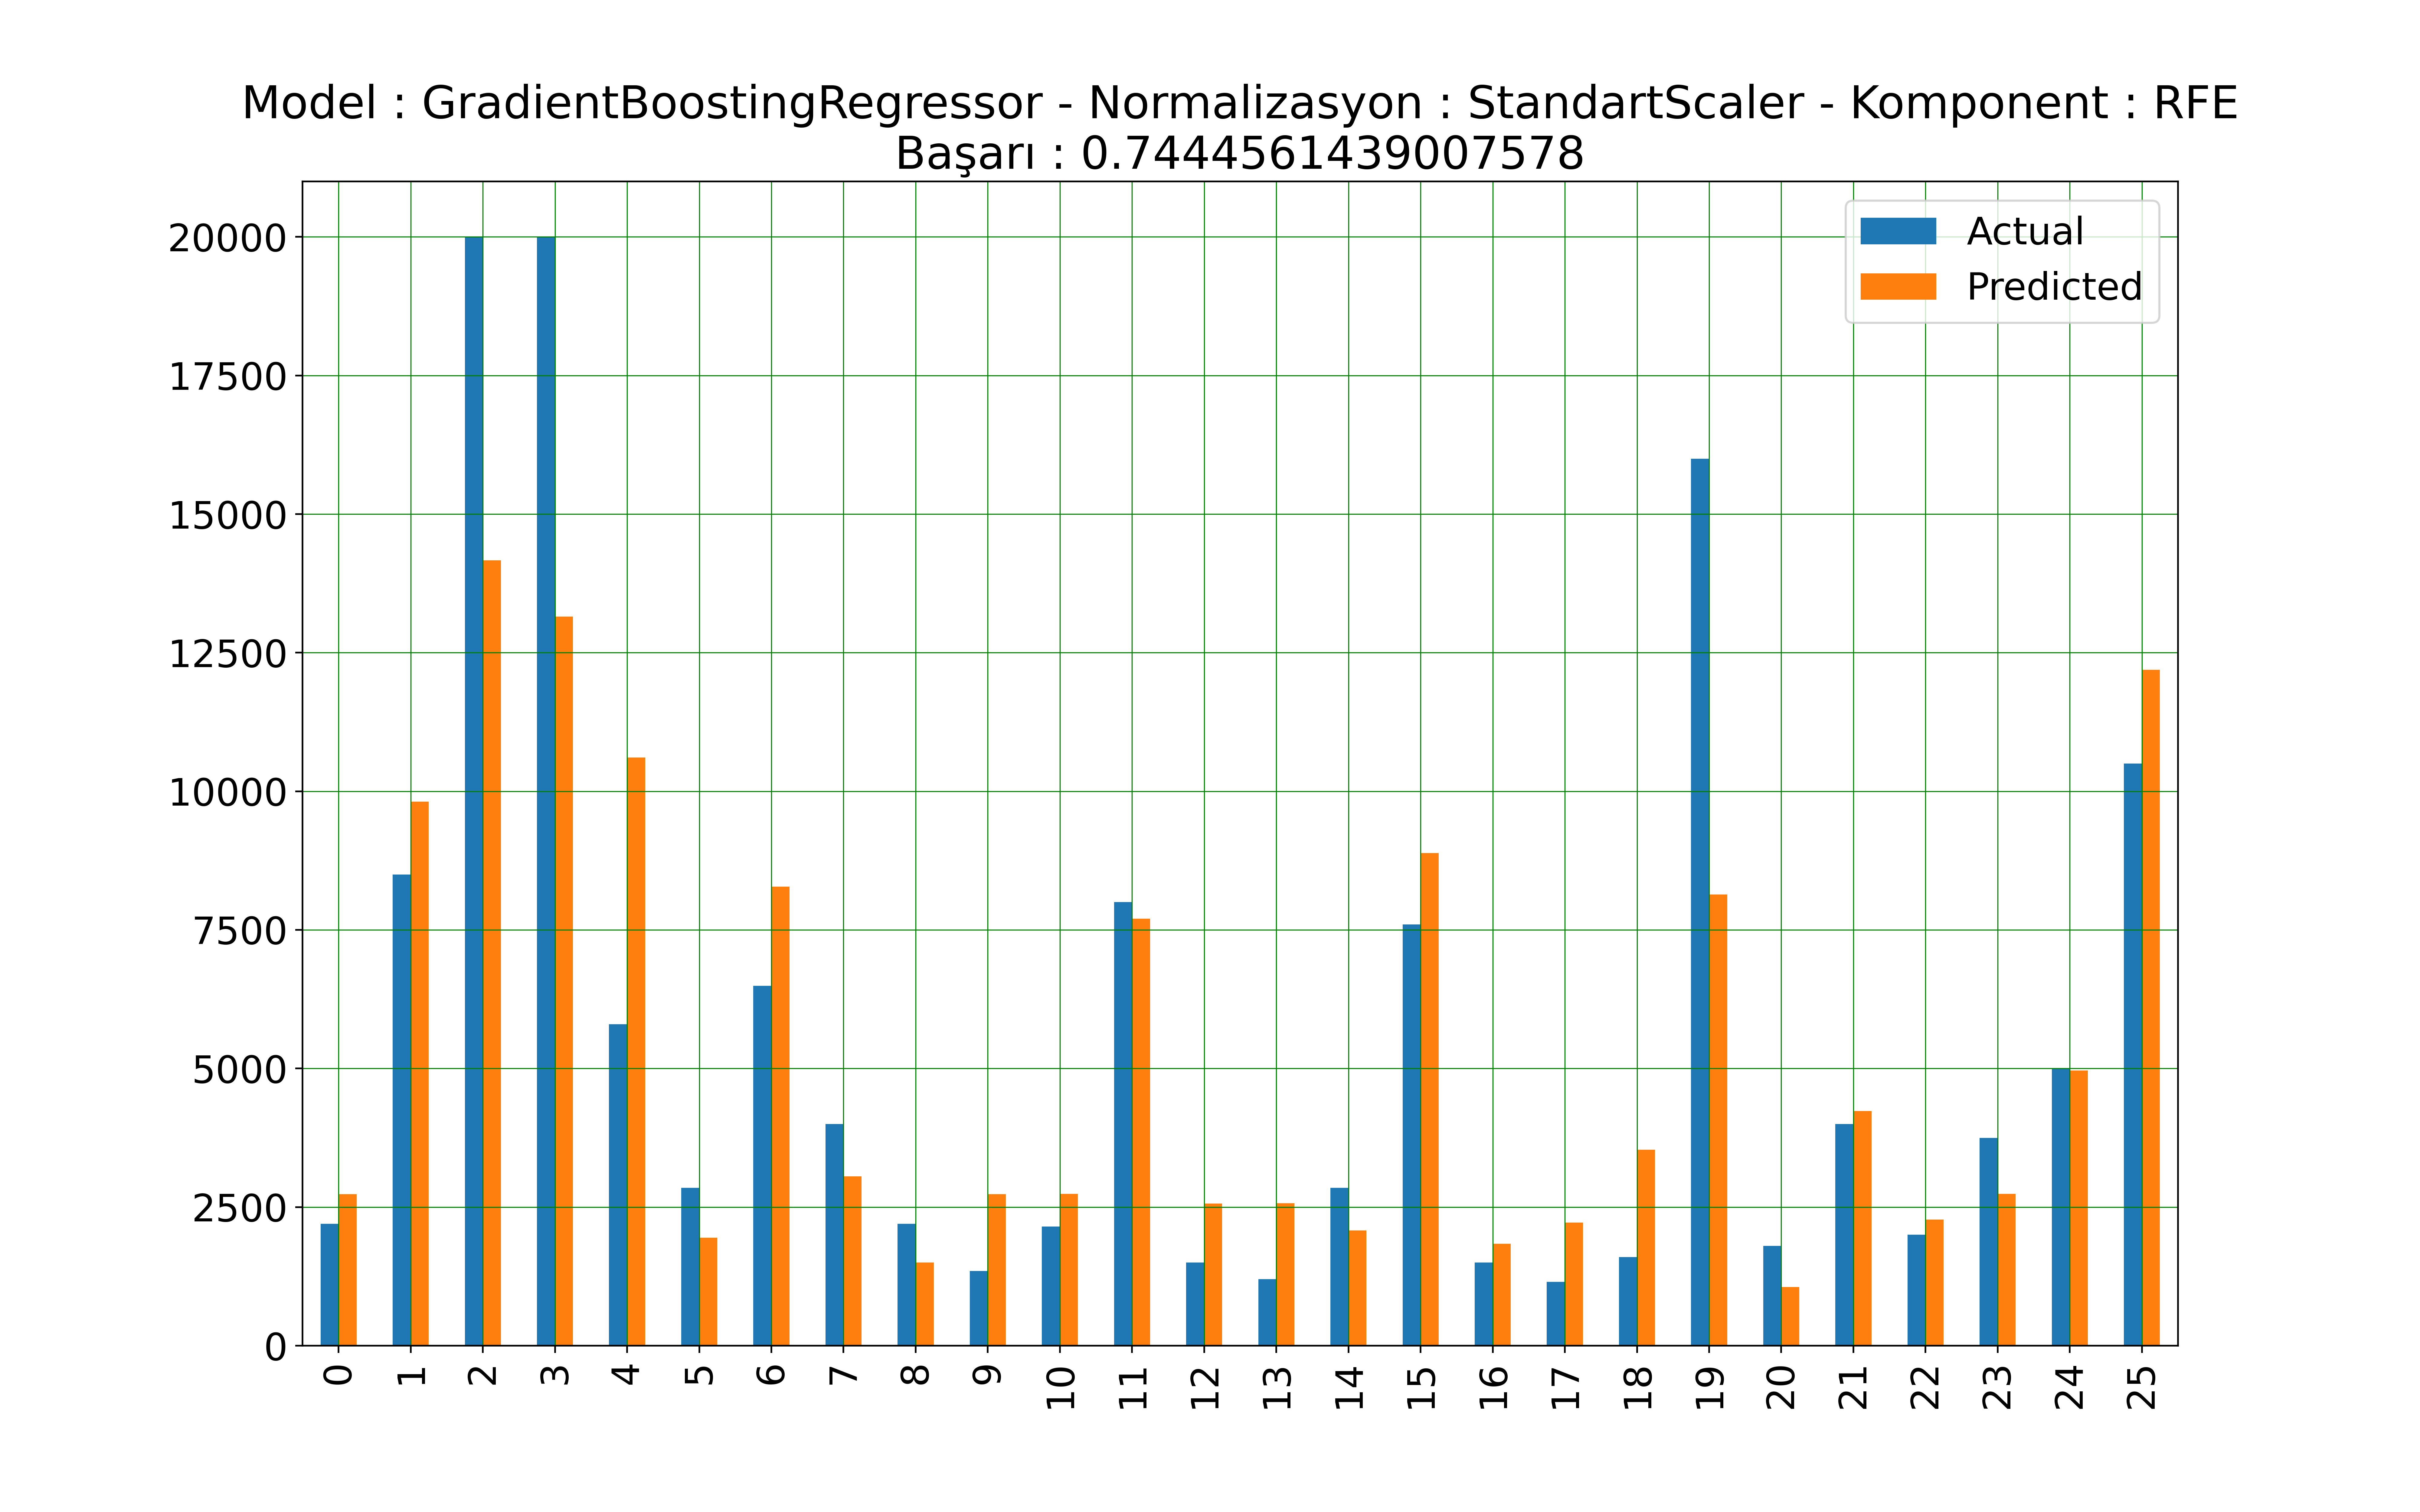 Model : GradientBoostingRegressor - Normalizasyon : StandartScaler - Komponent : RFE
Başarı : 0.7444561439007578
Actual
Predicted
20000
17500
15000
12500
10000
7500
5000
2500
0
0 1 2 3 4 5 6 7 8 9 10 11 12 13 14 15 16 17 18 19 20 21 22 23 24 25